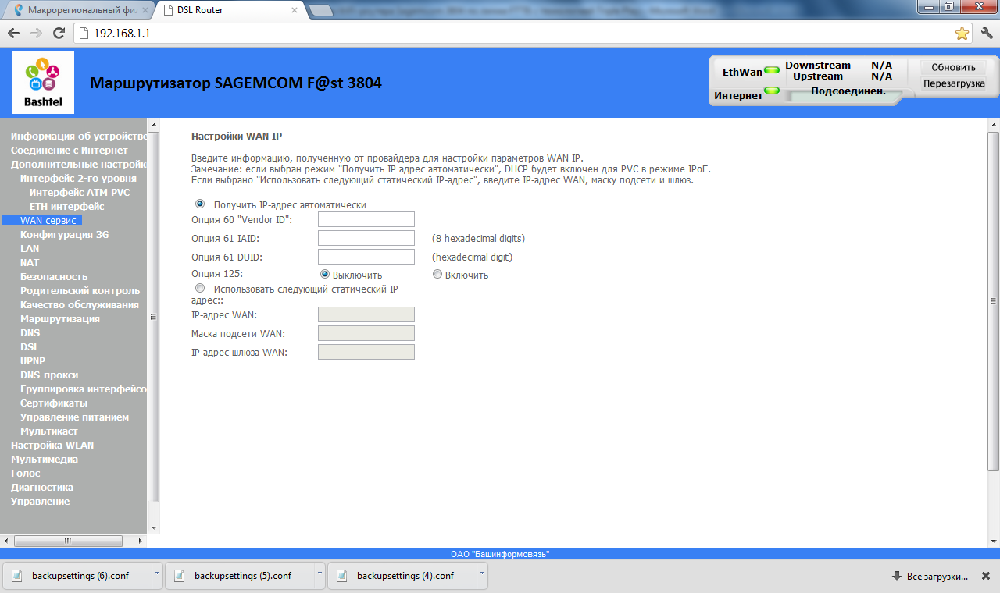 Макрорегиональный фил
DSL Router
192.168.1.1
Bashtel
Маршрутизатор SAGEMCOM F@st 3804
EthWan
Downstream N/A
Upstream N/A
Интернет
Подсоединен.
Обновить
Перезагрузка
Информация об устройстве
Соединение с Интернет
Дополнительные настройк
Интерфейс 2-го уровня
Интерфейс ATM PVC
ETH интерфейс
WAN сервис
Конфигурация 3G
LAN
NAT
Безопасность
Родительский контроль
Качество обслуживания
Маршрутизация
DNS
DSL
UPNP
DNS-прокси
Группировка интерфейсо
Сертификаты
Управление питанием
Мультикаст
Настройка WLAN
Мультимедиа
Голос
Диагностика
Управление
Настройки WAN IP
Введите информацию, полученную от провайдера для настройки параметров WAN IP.
Замечание: если выбран режим "Получить IP адрес автоматически", DHCP будет включен для PVC в режиме IPoE.
Если выбрано "Использовать следующий статический IP-адрес", введите IP-адрес WAN, маску подсети и шлюз.
Получить IP-адрес автоматически
Опция 60 "Vendor ID":
Опция 61 IAID: (8 hexadecimal digits)
Опция 61 DUID: (hexadecimal digit)
Опция 125: Выключить Включить
Использовать следующий статический IP
адрес::
IP-адрес WAN:
Маска подсети WAN:
IP-адрес шлюза WAN:
ОАО "Башинформсвязь"
backupsettings (6).conf
backupsettings (5).conf
backupsettings (4).conf
Все загрузки...